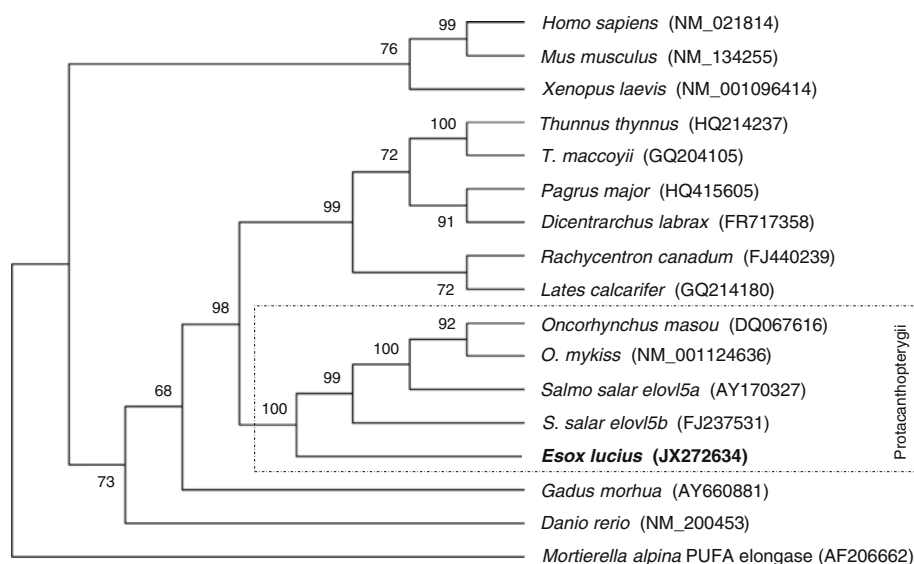 99
Homo sapiens (NM_021814)
76
Mus musculus (NM_134255)
Xenopus laevis (NM_001096414)
100
Thunnus thynnus (HQ214237)
72
T. maccoyii (GQ204105)
Pagrus major (HQ415605)
99
91
Dicentrarchus labrax (FR717358)
Rachycentron canadum (FJ440239)
72
Lates calcarifer (GQ214180)
98
92
Oncorhynchus masou (DQ067616)
100
O. mykiss (NM_001124636)
99
Salmo salar elovl5a (AY170327)
68
100
S. salar elovl5b (FJ237531)
Esox lucius (JX272634)
Protacanthopterygii
73
Gadus morhua (AY660881)
Danio rerio (NM_200453)
Mortierella alpina PUFA elongase (AF206662)